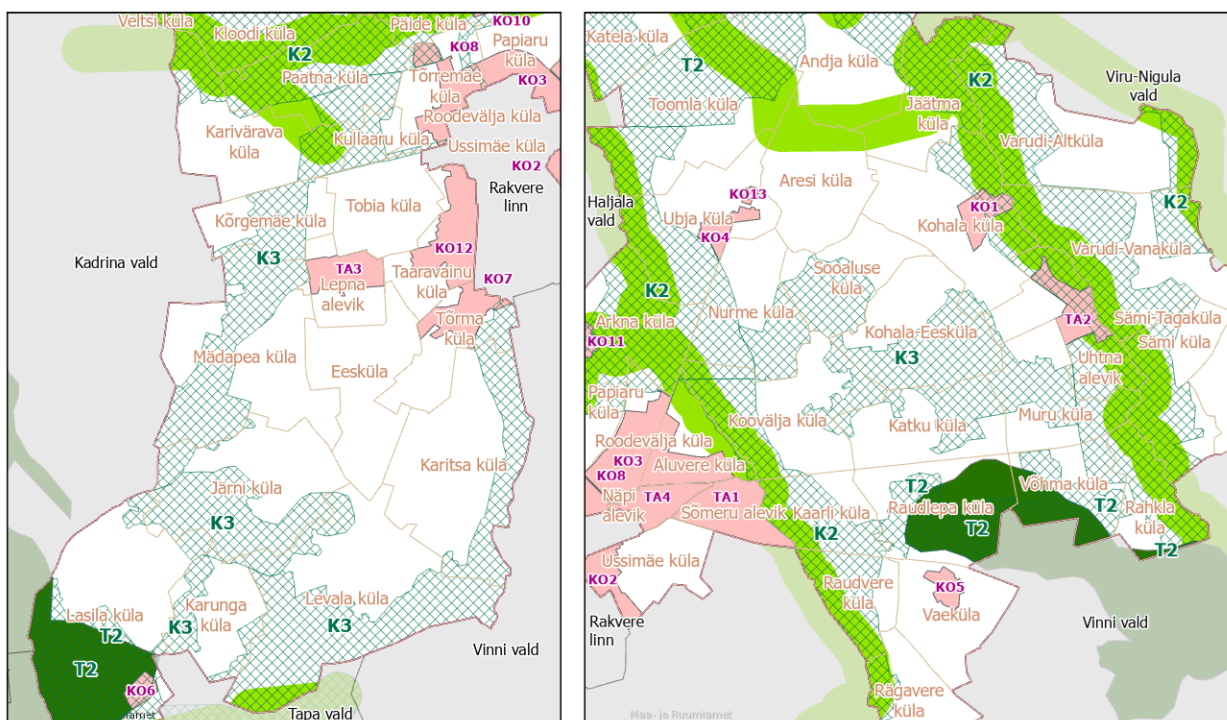 Veltsi küla
Kloodi küla
K2
Päide küla
KO10
KO8
Papiaru
küla
KO3
Paatna küla
Tõrremäe
küla
Roodevälja küla
Karivärava
küla
Kullaaru küla
Ussimäe küla
KO2
Rakvere
linn
Tobia küla
Kõrgemäe küla
K3
KO12
Kadrina vald
TA3
Lepna
alevik
Taaravainu
küla
KO7
Tõrma
küla
Mädapea küla
Eesküla
Karitsa küla
Järni küla
K3
Lasila küla
T2
Karunga
küla
K3
Levala küla
K3
T2
KO6
Vinni vald
Tapa vald
Katela küla
T2
Andja küla
K2
Viru-Nigula
vald
Toomla küla
Jäätma
küla
Varudi-Altküla
Aresi küla
K2
Haljala
vald
KO13
Ubja küla
KO4
KO1
Kohala
küla
Varudi-Vanaküla
K2
Sooaluse
küla
Arkna küla
Nurme küla
KO11
Kohala-Eesküla
K3
TA2
Sämi-Tagaküla
Sämi küla
Uhtna
alevik
Papiaru
küla
Koovälja küla
Katku küla
Muru küla
Roodevälja küla
KO3
Aluvere küla
KO8
Näpi
alevik
TA4
TA1
Sõmeru alevik
Kaarli küla
K2
T2
Raudlepa küla
T2
Võhma küla
T2
Rahkla
küla
T2
Ussimäe küla
KO2
Raudvere
küla
KO5
Vaeküla
Rakvere
linn
Vinni vald
Rägavere
küla
Maa- ja Ruumiamet